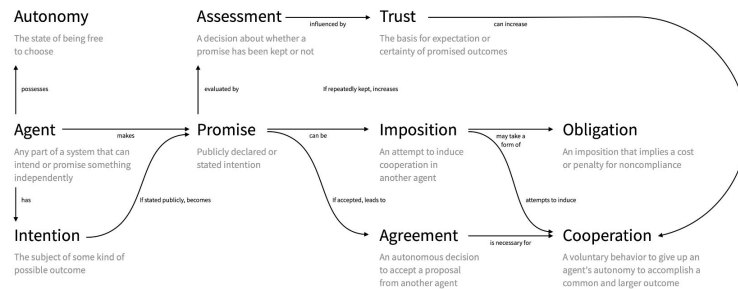 Autonomy
The state of being free
to choose
Assessment
A decision about whether a
promise has been kept or not
influenced by
Trust
The basis for expectation or
certainty of promised outcomes
can increase
possesses
evaluated by
If repeatedly kept, increases
Agent
Any part of a system that can
intend or promise something
independently
makes
Promise
Publicly declared or
stated intention
can be
Imposition
An attempt to induce
cooperation in
another agent
may take a
form of
Obligation
An imposition that implies a cost
or penalty for noncompliance
has
If stated publicly, becomes
If accepted, leads to
attempts to induce
Intention
The subject of some kind of
possible outcome
Agreement
An autonomous decision
to accept a proposal
from another agent
is necessary for
Cooperation
A voluntary behavior to give up an
agent's autonomy to accomplish a
common and larger outcome